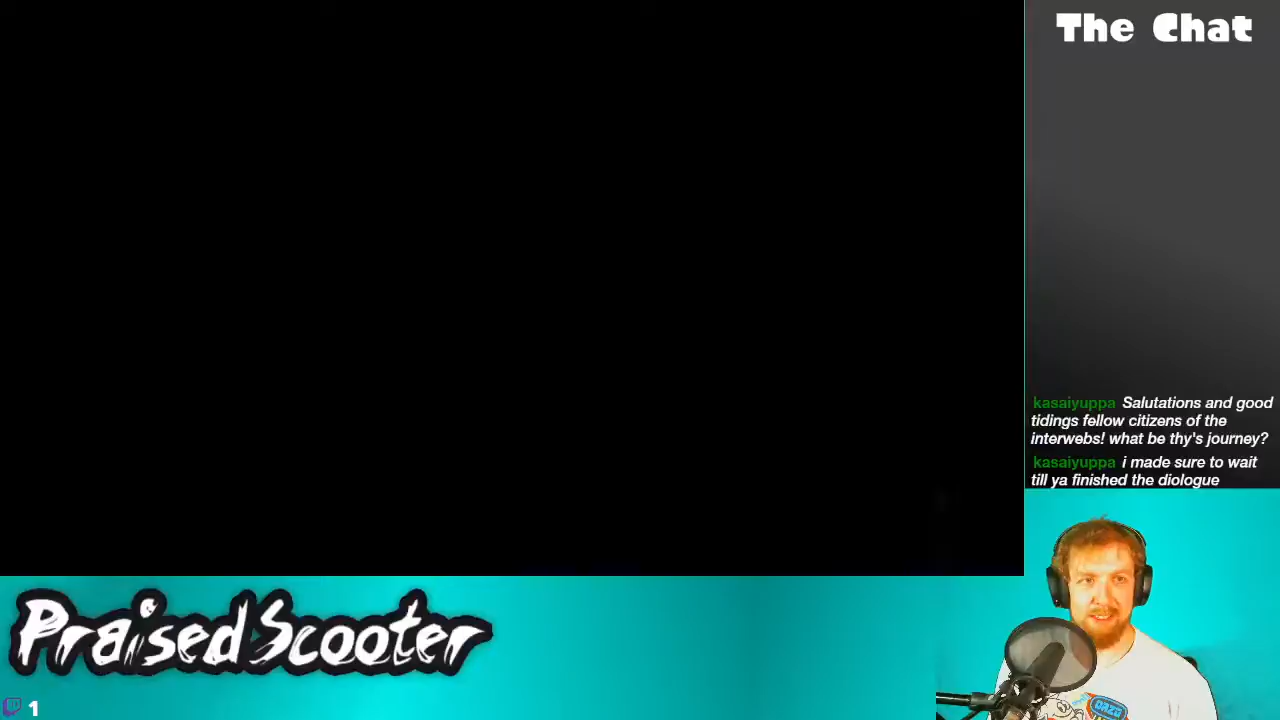 The Chat
kasaiyuppa Salutations and good
tidings fellow citizens of the
interwebs! what be thy's journey?
kasaiyuppa i made sure to wait
till ya finished the diologue
PraisedScooter
1